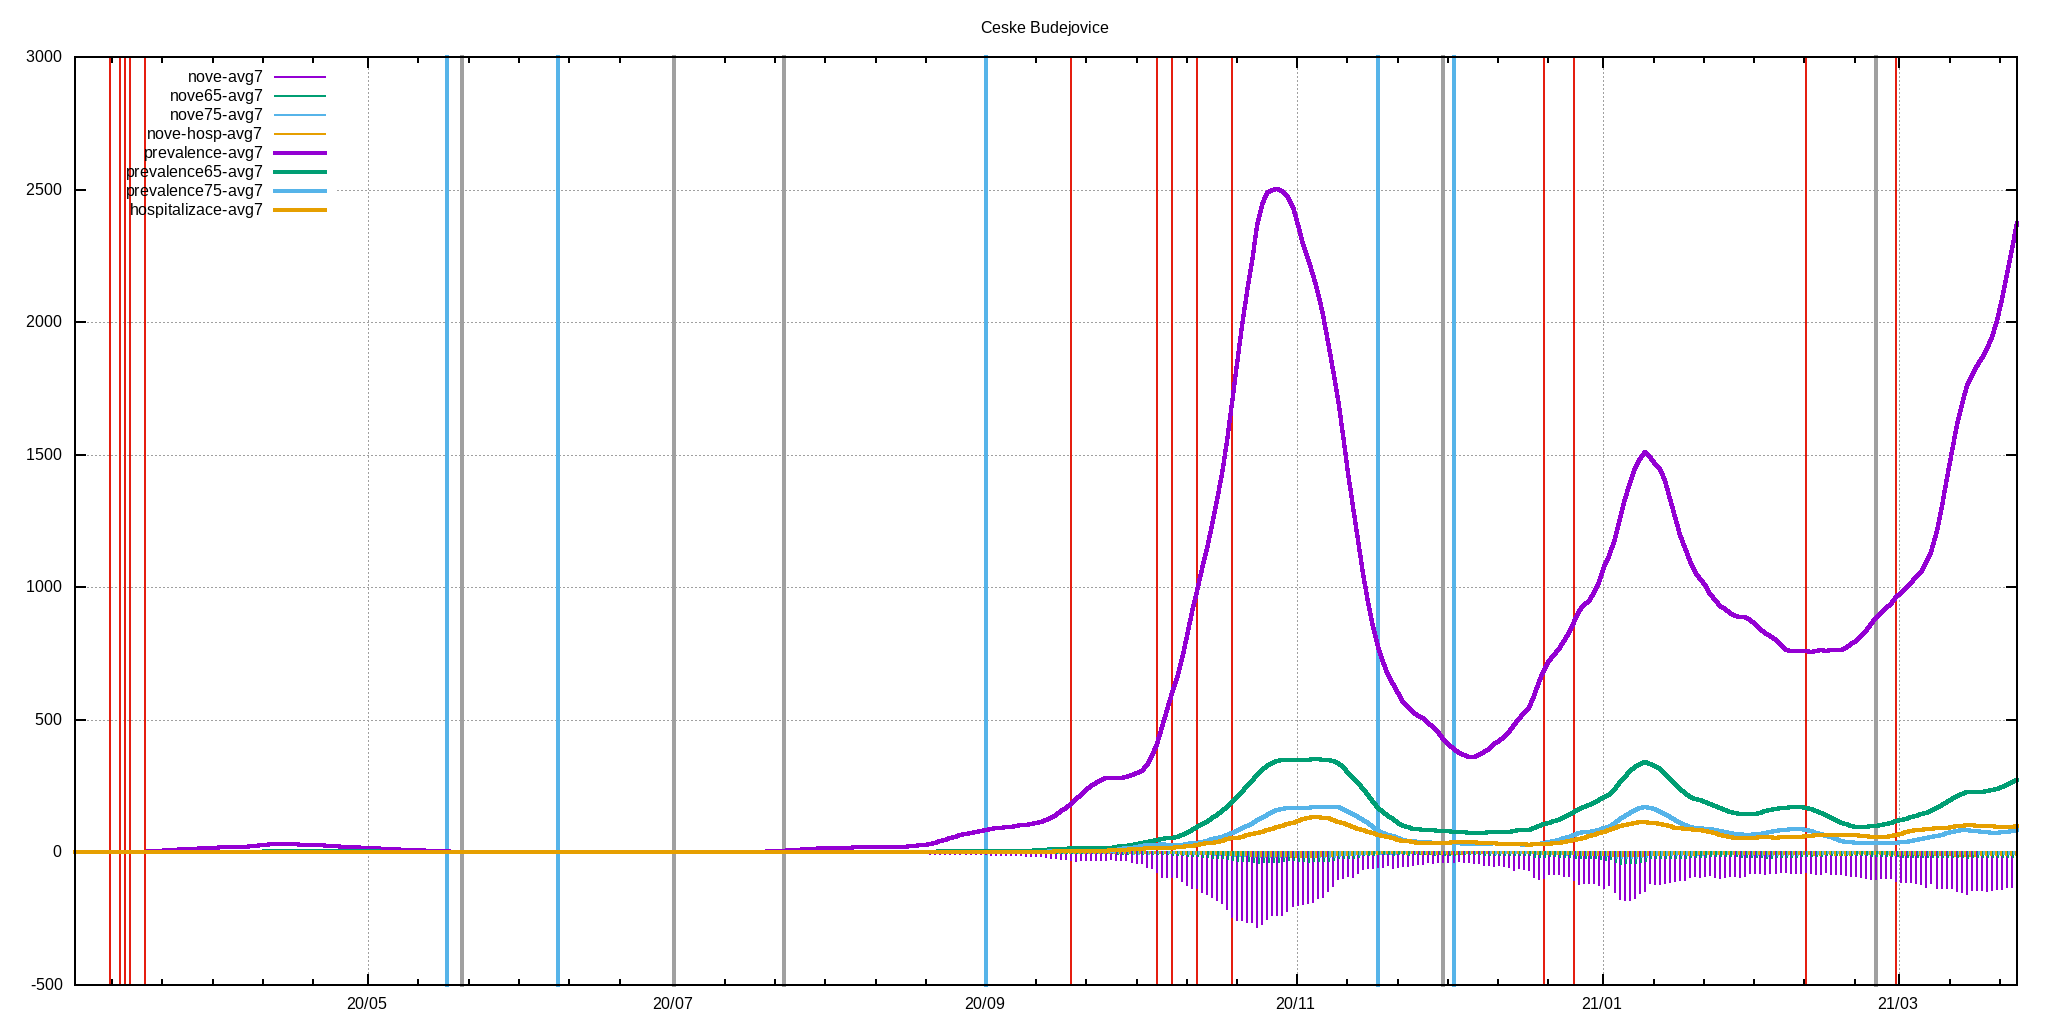 Ceske Budejovice
3000
2500
2000
1500
1000
500
0
-500
nove-avg7
nove65-avg7
nove75-avg7
nove-hosp-avg7
prevalence-avg7
prevalence65-avg7
prevalence75-avg7
hospitalizace-avg7
20/05
20/07
20/09
20/11
21/01
21/03